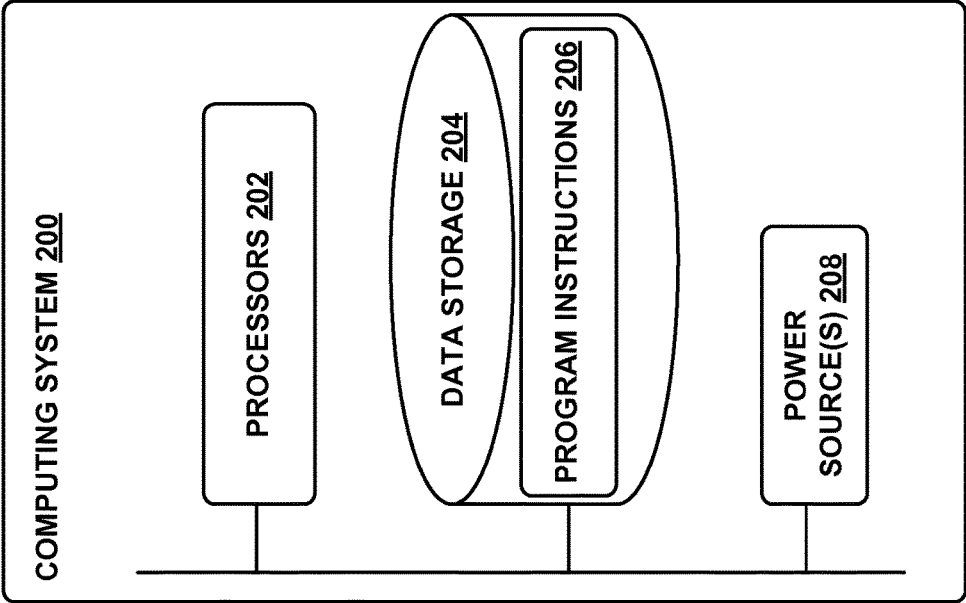 COMPUTING SYSTEM 200
PROCESSORS 202
DATA STORAGE 204
PROGRAM INSTRUCTIONS 206
POWER
SOURCE(S) 208